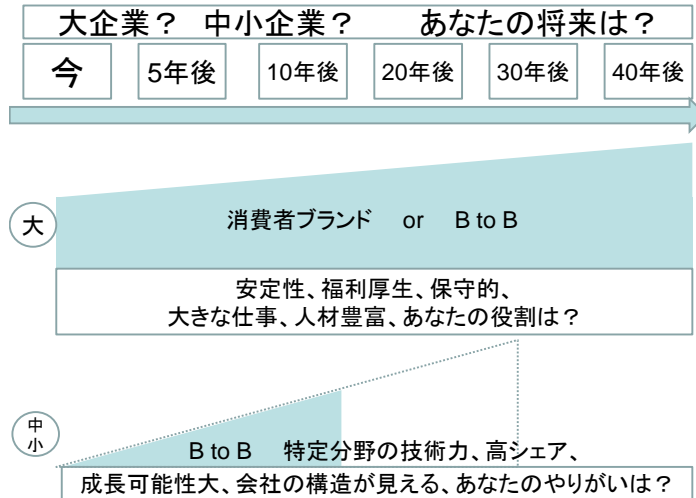 大企業？ 中小企業？ あなたの将来は？
今 5年後 10年後 20年後 30年後 40年後
大
消費者ブランド or B to B
安定性、福利厚生、保守的、
大きな仕事、人材豊富、あなたの役割は？
中
小
B to B 特定分野の技術力、高シェア、
成長可能性大、会社の構造が見える、あなたのやりがいは？